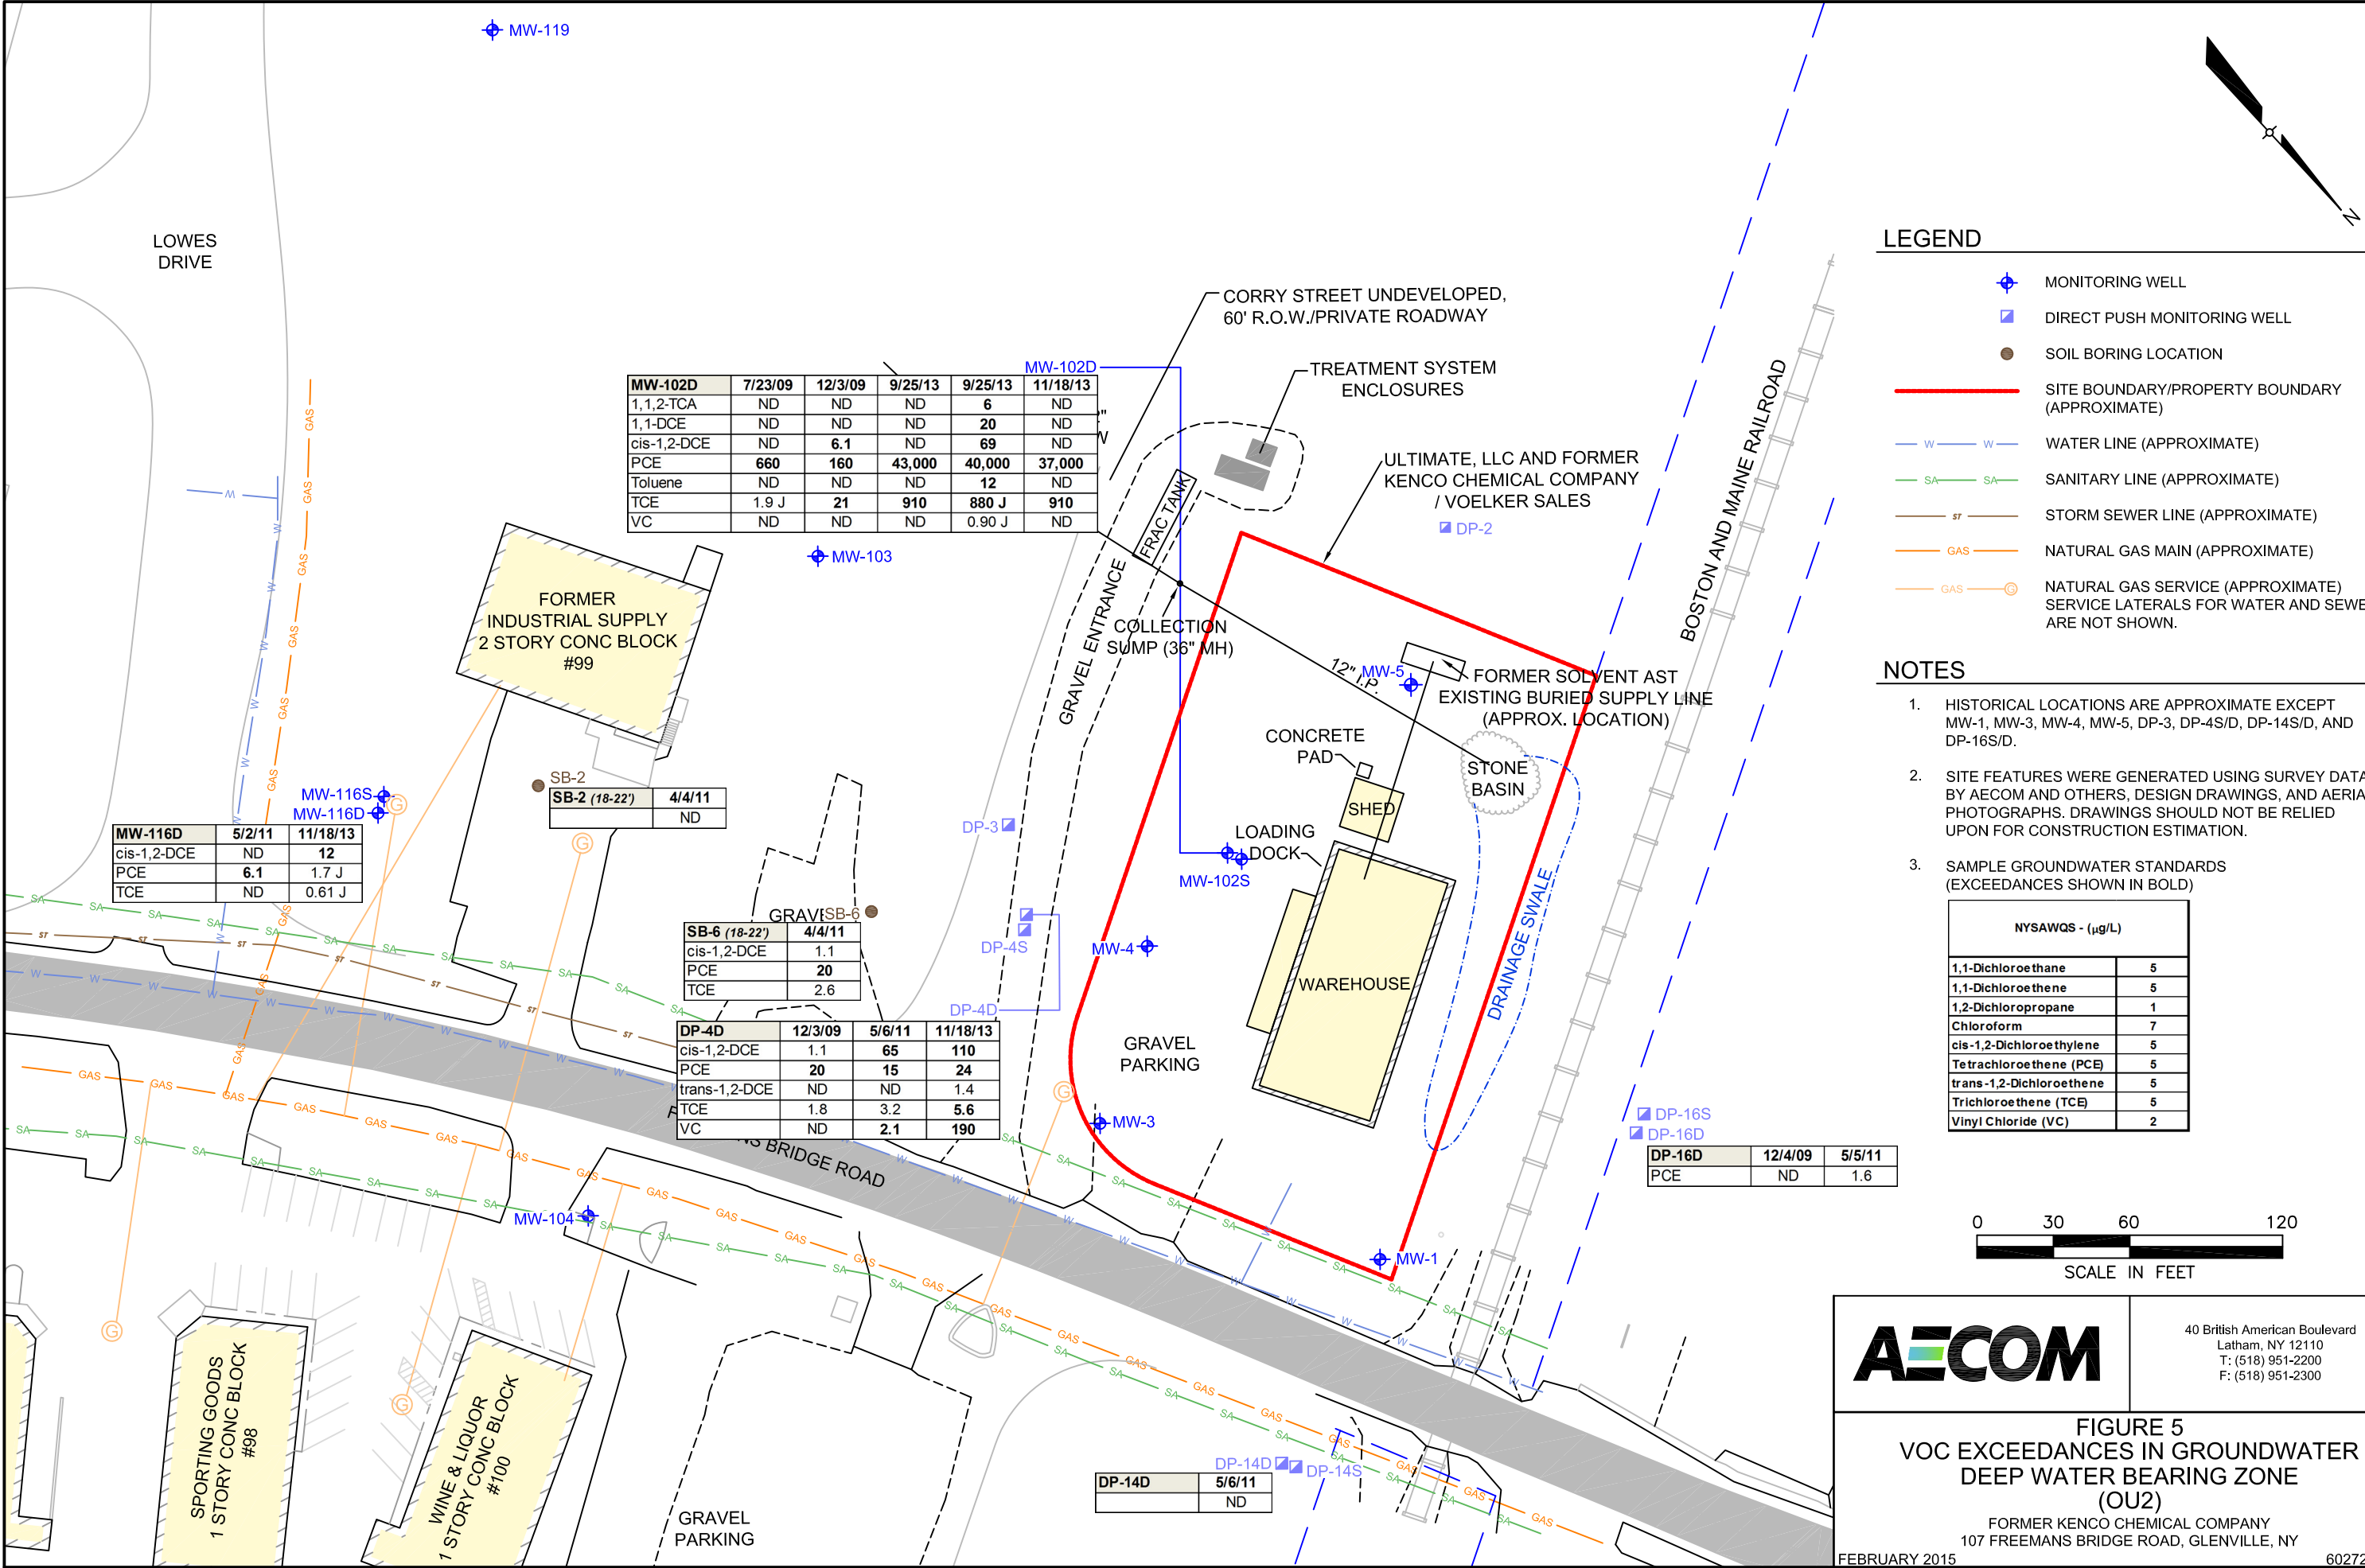 MW-119
LOWES
DRIVE
CORRY STREET UNDEVELOPED,
60' R.O.W./PRIVATE ROADWAY
MW-102D
TREATMENT SYSTEM
ENCLOSURES
MW-102D 7/23/09 12/3/09 9/25/13 9/25/13 11/18/13
1,1,2-TCA ND ND ND 6 ND
1,1-DCE ND ND ND 20 ND
cis-1,2-DCE ND 6.1 ND 69 ND
PCE 660 160 43,000 40,000 37,000
Toluene ND ND ND 12 ND
TCE 1.9 J 21 910 880 J 910
VC ND ND ND 0.90 J ND
ULTIMATE, LLC AND FORMER
KENCO CHEMICAL COMPANY
/ VOELKER SALES
DP-2
BOSTON AND MAINE RAILROAD
FRAC TANK
MW-103
FORMER
INDUSTRIAL SUPPLY
2 STORY CONC BLOCK
#99
GRAVEL ENTRANCE
COLLECTION
SUMP (36" MH)
12" I.P.
MW-5
FORMER SOLVENT AST
EXISTING BURIED SUPPLY LINE
(APPROX. LOCATION)
CONCRETE
PAD
STONE
BASIN
SHED
LOADING
DOCK
MW-102S
WAREHOUSE
DRAINAGE SWALE
SB-2
SB-2 (18-22') 4/4/11
ND
MW-116S
MW-116D
MW-116D 5/2/11 11/18/13
cis-1,2-DCE ND 12
PCE 6.1 1.7 J
TCE ND 0.61 J
DP-3
DP-4S
DP-4D
MW-4
GRAVE
SB-6
SB-6 (18-22') 4/4/11
cis-1,2-DCE 1.1
PCE 20
TCE 2.6
DP-4D 12/3/09 5/6/11 11/18/13
cis-1,2-DCE 1.1 65 110
PCE 20 15 24
trans-1,2-DCE ND ND 1.4
TCE 1.8 3.2 5.6
VC ND 2.1 190
GRAVEL
PARKING
MW-3
BRIDGE ROAD
MW-104
MW-1
DP-16S
DP-16D
DP-16D 12/4/09 5/5/11
PCE ND 1.6
SPORTING GOODS
1 STORY CONC BLOCK
#98
WINE & LIQUOR
1 STORY CONC BLOCK
#100
GRAVEL
PARKING
DP-14D
DP-14S
DP-14D 5/6/11
ND
N
LEGEND
MONITORING WELL
DIRECT PUSH MONITORING WELL
SOIL BORING LOCATION
SITE BOUNDARY/PROPERTY BOUNDARY
(APPROXIMATE)
W W WATER LINE (APPROXIMATE)
SA SA SANITARY LINE (APPROXIMATE)
ST STORM SEWER LINE (APPROXIMATE)
GAS NATURAL GAS MAIN (APPROXIMATE)
GAS G NATURAL GAS SERVICE (APPROXIMATE)
SERVICE LATERALS FOR WATER AND SEWE
ARE NOT SHOWN.
NOTES
1. HISTORICAL LOCATIONS ARE APPROXIMATE EXCEPT
MW-1, MW-3, MW-4, MW-5, DP-3, DP-4S/D, DP-14S/D, AND
DP-16S/D.
2. SITE FEATURES WERE GENERATED USING SURVEY DATA
BY AECOM AND OTHERS, DESIGN DRAWINGS, AND AERIA
PHOTOGRAPHS. DRAWINGS SHOULD NOT BE RELIED
UPON FOR CONSTRUCTION ESTIMATION.
3. SAMPLE GROUNDWATER STANDARDS
(EXCEEDANCES SHOWN IN BOLD)
NYSAWQS - (µg/L)
1,1-Dichloroethane 5
1,1-Dichloroethene 5
1,2-Dichloropropane 1
Chloroform 7
cis-1,2-Dichloroethylene 5
Tetrachloroethene (PCE) 5
trans-1,2-Dichloroethene 5
Trichloroethene (TCE) 5
Vinyl Chloride (VC) 2
0 30 60 120
SCALE IN FEET
AECOM
40 British American Boulevard
Latham, NY 12110
T: (518) 951-2200
F: (518) 951-2300
FIGURE 5
VOC EXCEEDANCES IN GROUNDWATER
DEEP WATER BEARING ZONE
(OU2)
FORMER KENCO CHEMICAL COMPANY
107 FREEMANS BRIDGE ROAD, GLENVILLE, NY
FEBRUARY 2015 60272